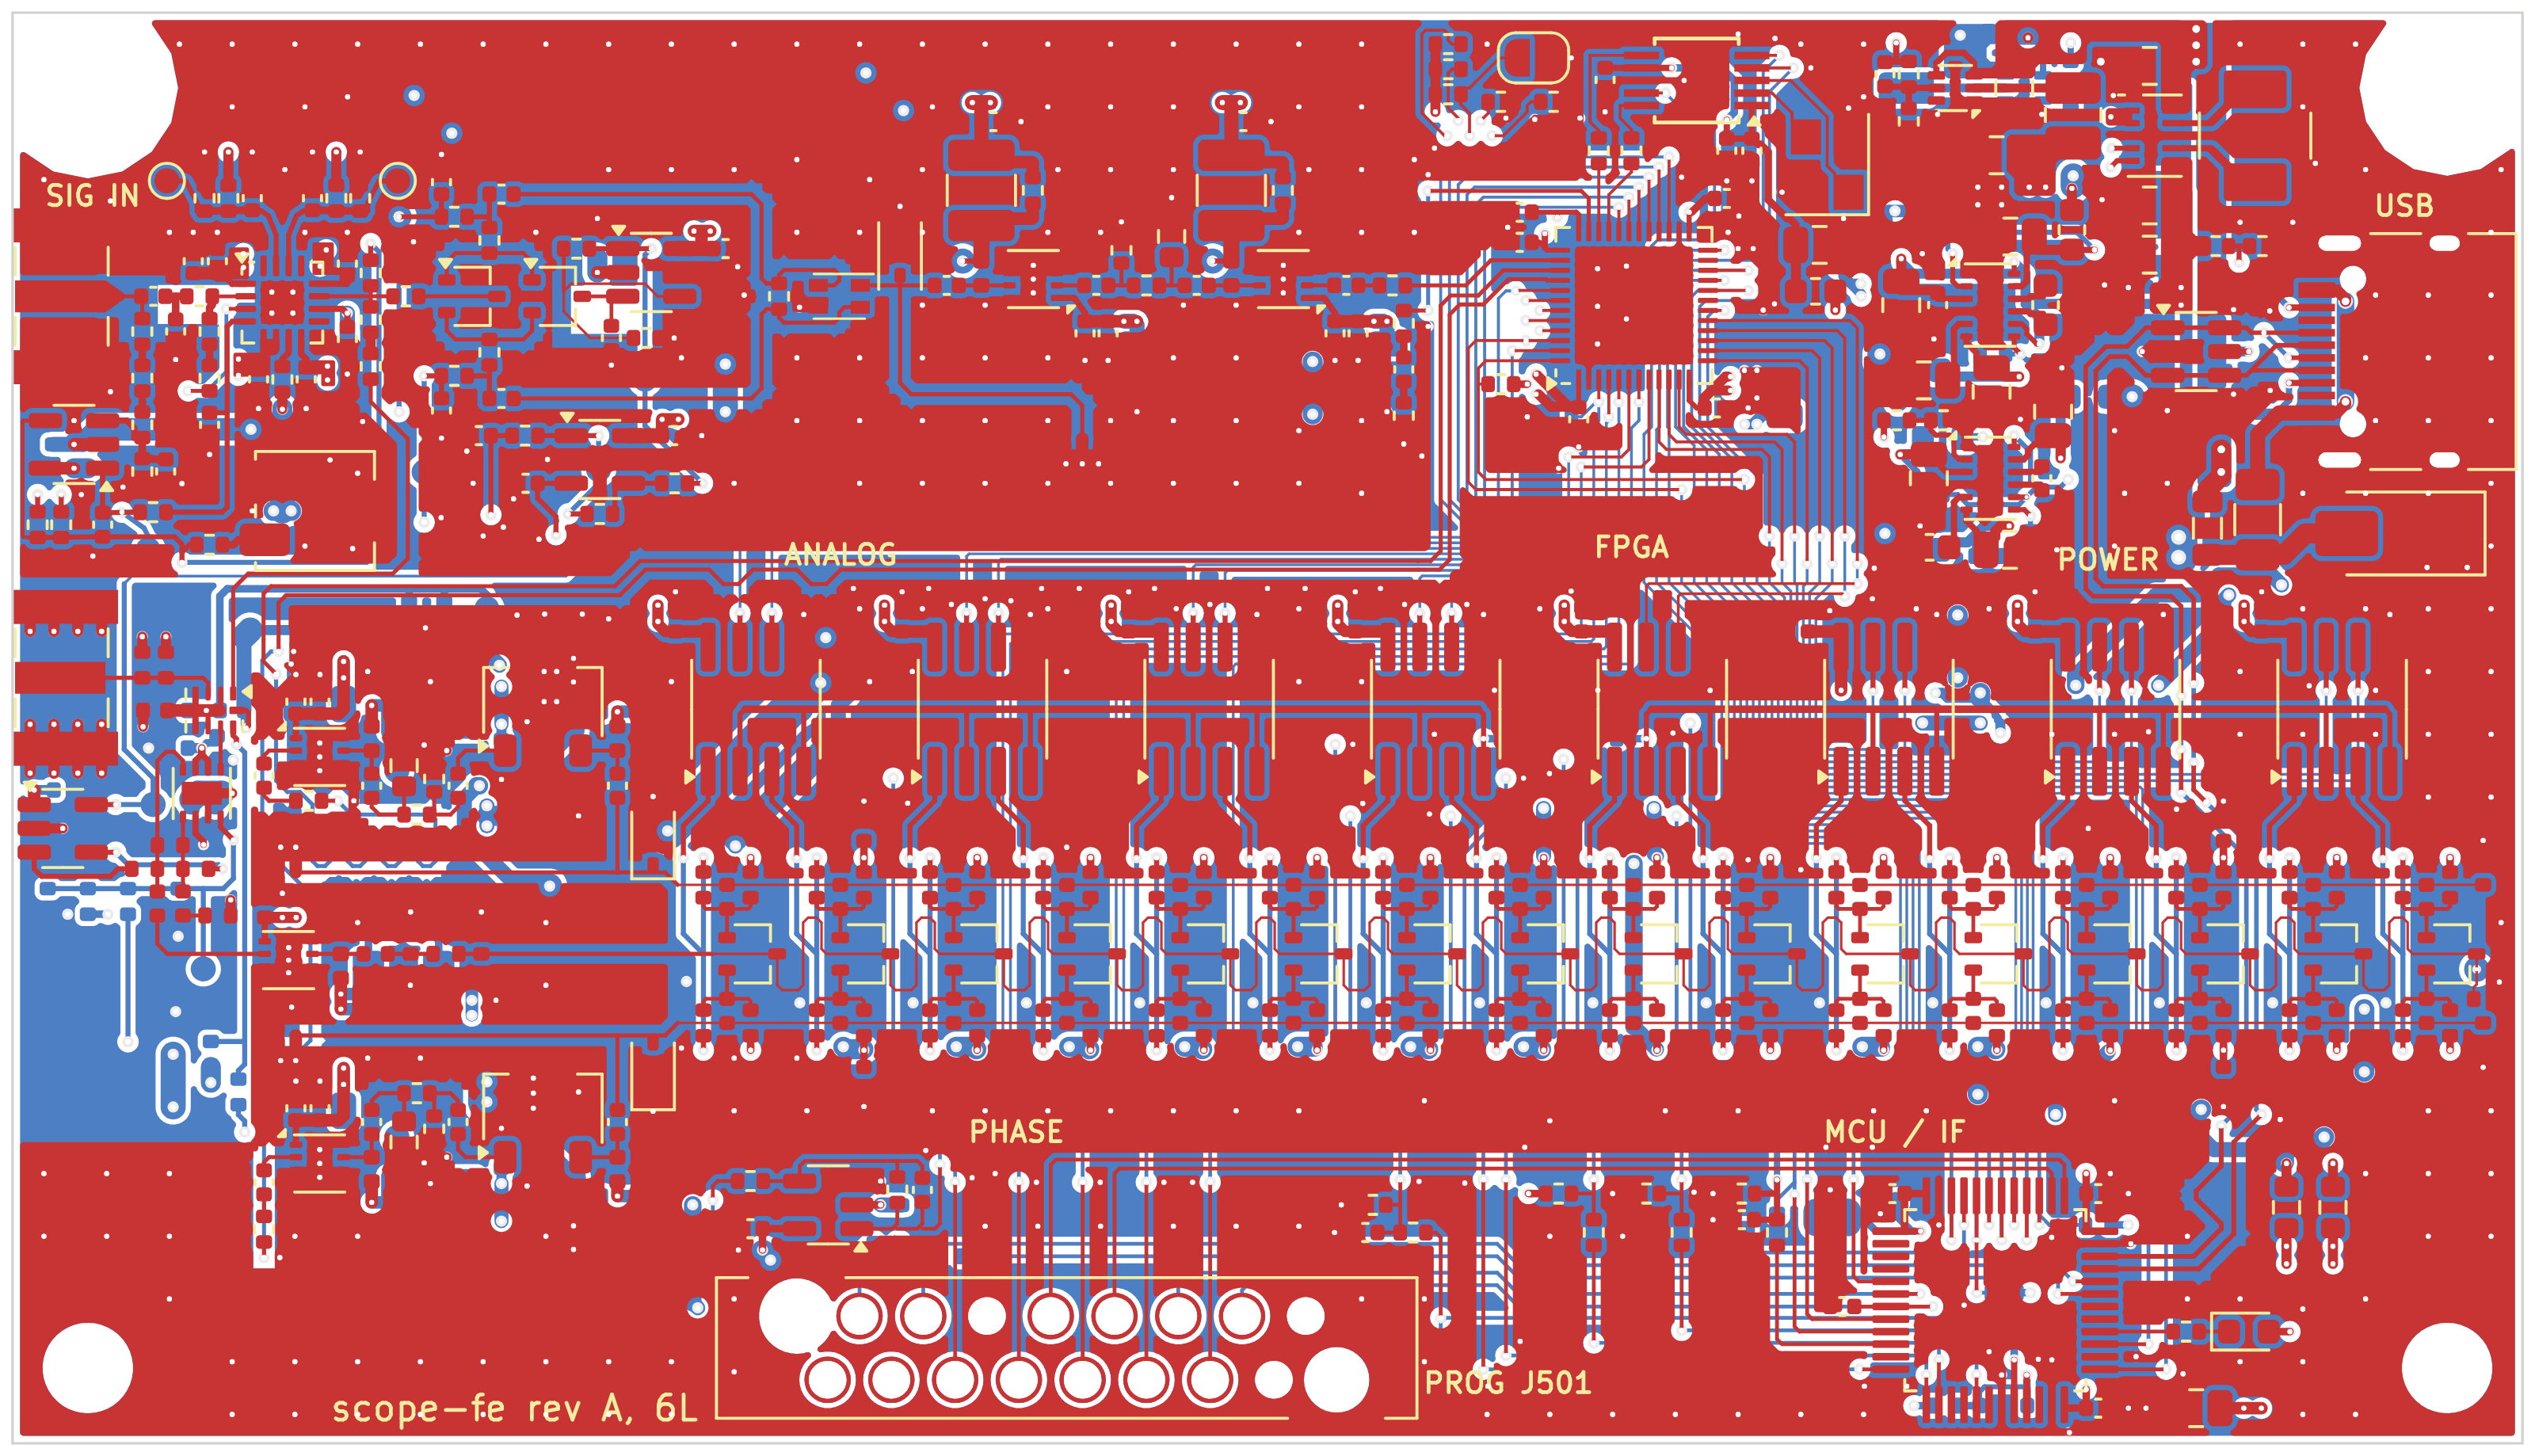 SIG IN
USB
ANALOG
FPGA
POWER
PHASE
MCU / IF
PROG J501
scope-fe rev A, 6L